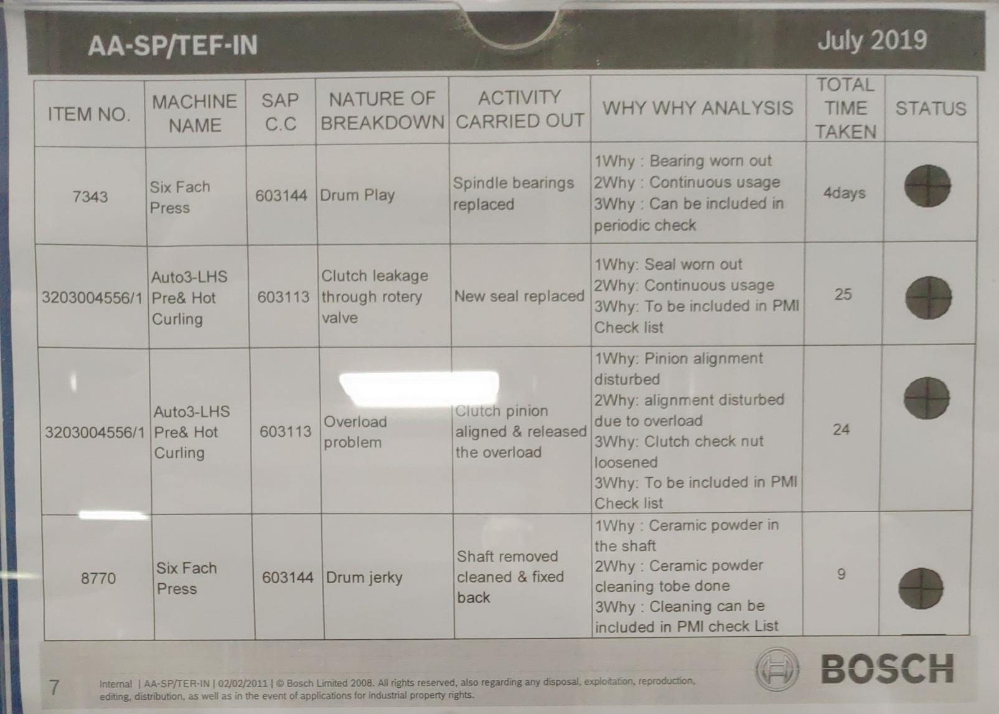 AA-SP/TEF-IN
July 2019
ITEM NO.
MACHINE
NAME
SAP
C.C
NATURE OF
BREAKDOWN
ACTIVITY
CARRIED OUT
WHY WHY ANALYSIS
TOTAL
TIME
TAKEN
STATUS
7343
Six Fach
Press
603144
Drum Play
Spindle bearings
replaced
1Why : Bearing worn out
2Why : Continuous usage
3Why : Can be included in
periodic check
4days
3203004556/1
Auto3-LHS
Pre& Hot
Curling
603113
Clutch leakage
through rotery
valve
New seal replaced
1Why: Seal worn out
2Why: Continuous usage
3Why: To be included in PMI
Check list
25
3203004556/1
Auto3-LHS
Pre& Hot
Curling
603113
Overload
problem
Clutch pinion
aligned & released
the overload
1Why: Pinion alignment
disturbed
2Why: alignment disturbed
due to overload
3Why: Clutch check nut
loosened
3Why: To be included in PMI
Check list
24
8770
Six Fach
Press
603144
Drum jerky
Shaft removed
cleaned & fixed
back
1Why : Ceramic powder in
the shaft
2Why : Ceramic powder
cleaning tobe done
3Why : Cleaning can be
included in PMI check List
9
7
Internal | AA-SP/TER-IN | 02/02/2011 | © Bosch Limited 2008. All rights reserved, also regarding any disposal, exploitation, reproduction,
editing, distribution, as well as in the event of applications for industrial property rights.
BOSCH